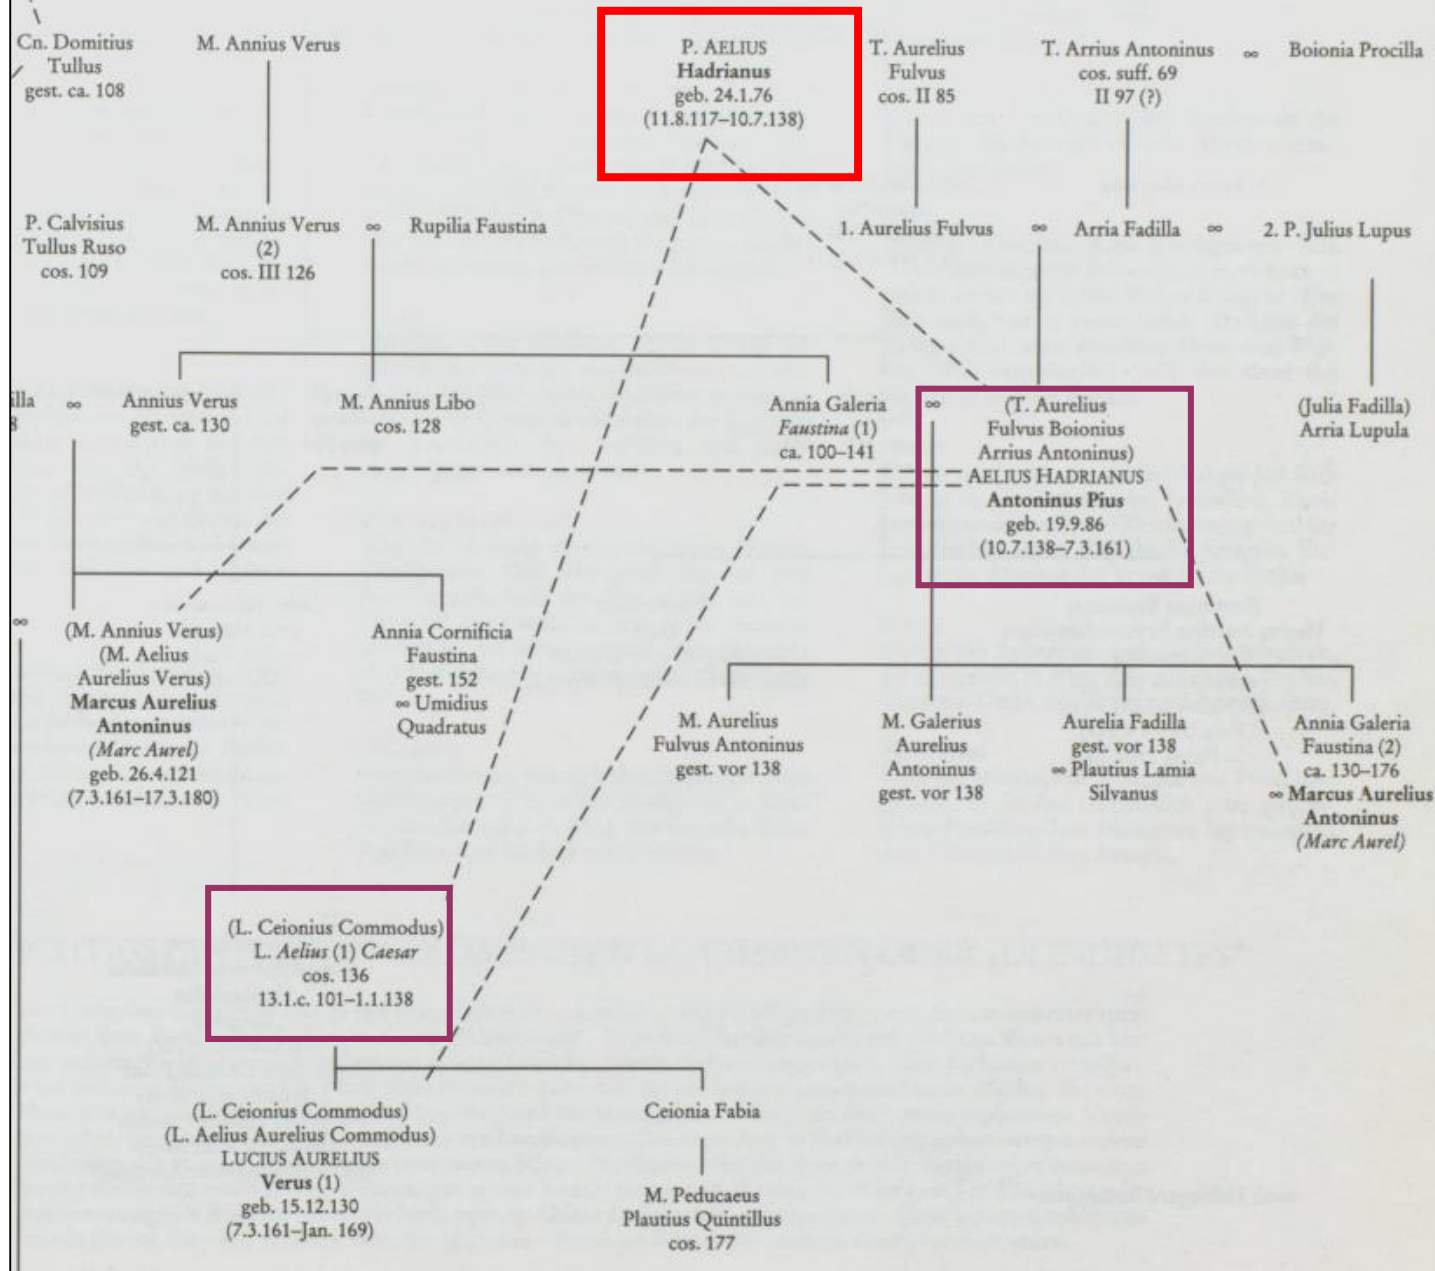 Cn. Domitius
Tullus
gest. ca. 108
M. Annius Verus
P. AELIUS
Hadrianus
geb. 24.1.76
(11.8.117–10.7.138)
T. Aurelius
Fulvus
cos. II 85
T. Arrius Antoninus
cos. suff. 69
II 97 (?)
∞
Boionia Procilla
P. Calvisius
Tullus Ruso
cos. 109
M. Annius Verus
(2)
cos. III 126
∞
Rupilia Faustina
1. Aurelius Fulvus
∞
Arria Fadilla
∞
2. P. Julius Lupus
illa
8
∞
Annius Verus
gest. ca. 130
M. Annius Libo
cos. 128
Annia Galeria
Faustina (1)
ca. 100–141
∞
(T. Aurelius
Fulvus Boionius
Arrius Antoninus)
AELIUS HADRIANUS
Antoninus Pius
geb. 19.9.86
(10.7.138–7.3.161)
(Julia Fadilla)
Arria Lupula
∞
(M. Annius Verus)
(M. Aelius
Aurelius Verus)
Marcus Aurelius
Antoninus
(Marc Aurel)
geb. 26.4.121
(7.3.161–17.3.180)
Annia Cornificia
Faustina
gest. 152
∞ Umidius
Quadratus
M. Aurelius
Fulvus Antoninus
gest. vor 138
M. Galerius
Aurelius
Antoninus
gest. vor 138
Aurelia Fadilla
gest. vor 138
∞ Plautius Lamia
Silvanus
Annia Galeria
Faustina (2)
ca. 130–176
∞ Marcus Aurelius
Antoninus
(Marc Aurel)
(L. Ceionius Commodus)
L. Aelius (1) Caesar
cos. 136
13.1.c. 101–1.1.138
(L. Ceionius Commodus)
(L. Aelius Aurelius Commodus)
LUCIUS AURELIUS
Verus (1)
geb. 15.12.130
(7.3.161–Jan. 169)
Ceionia Fabia
M. Peducaeus
Plautius Quintillus
cos. 177